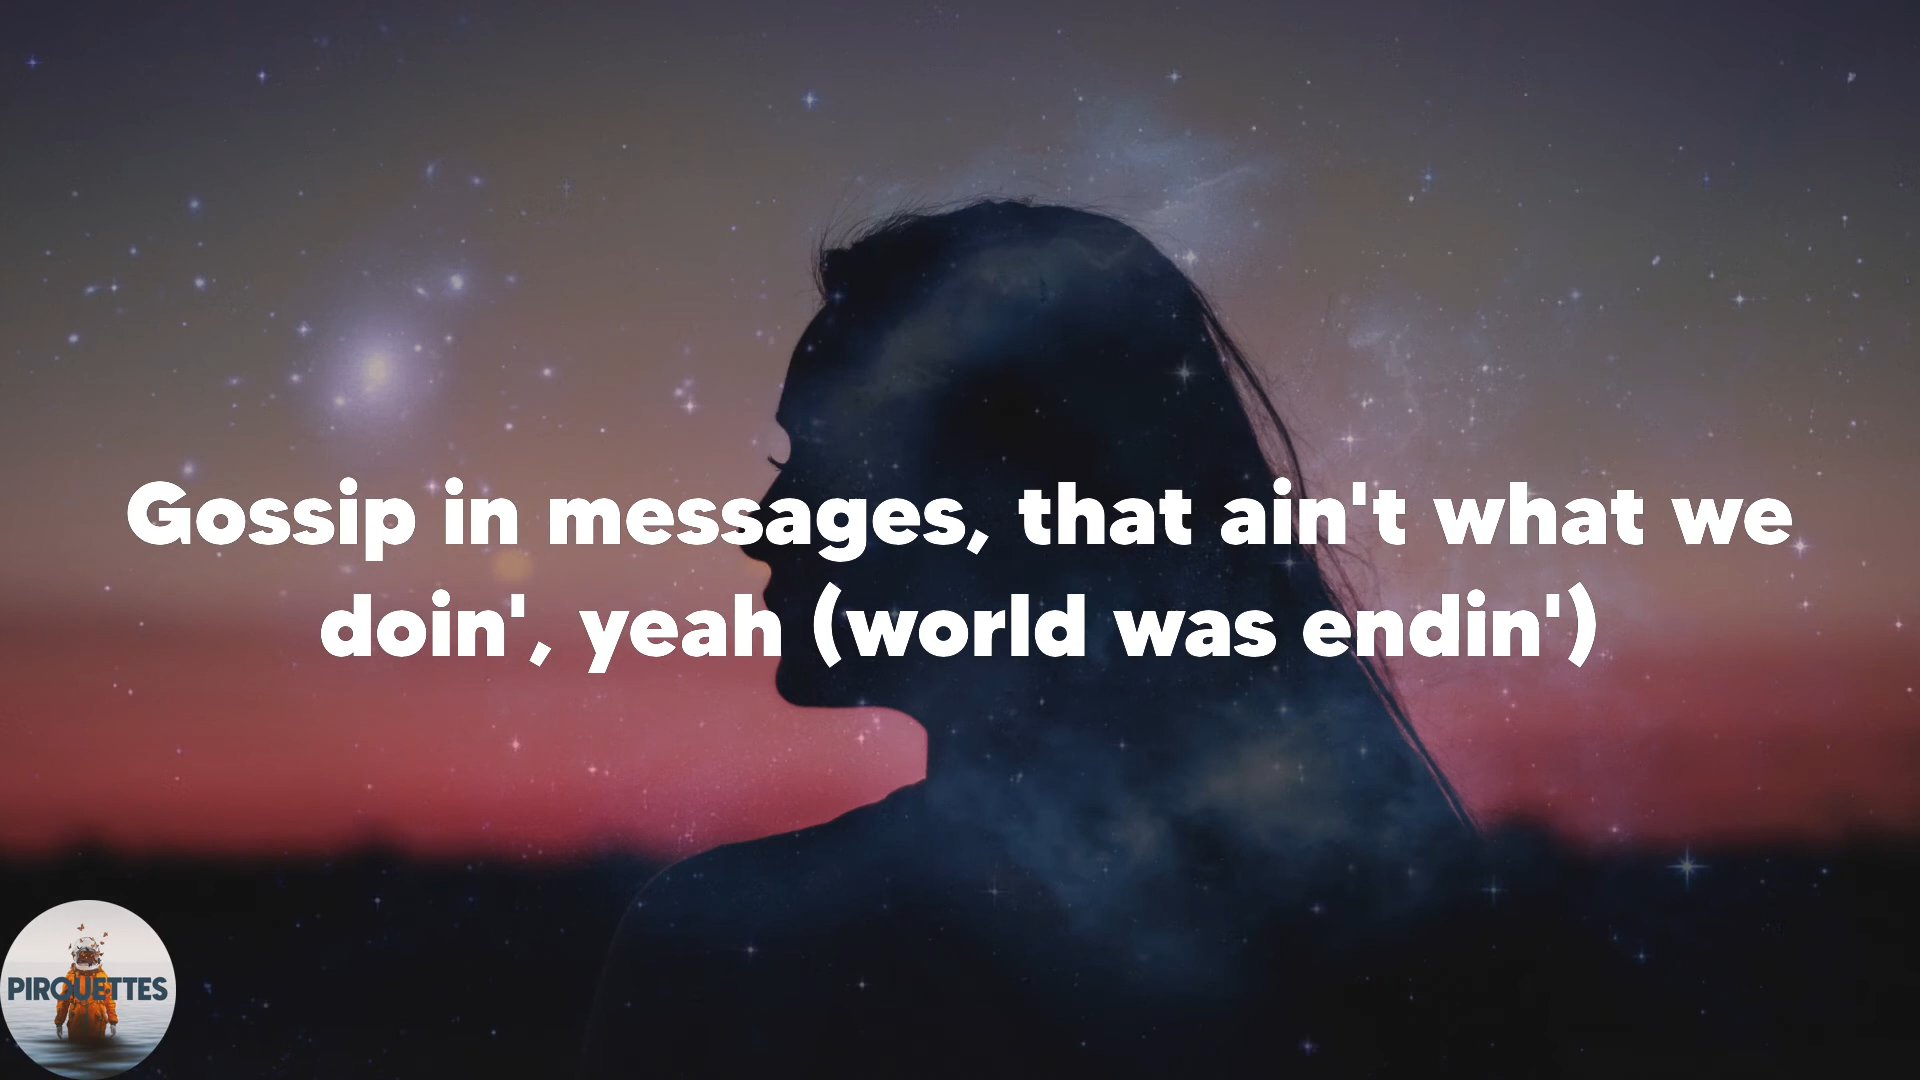 Gossip in messages, that ain't what we
doin', yeah (world was endin')
PIROUETTES